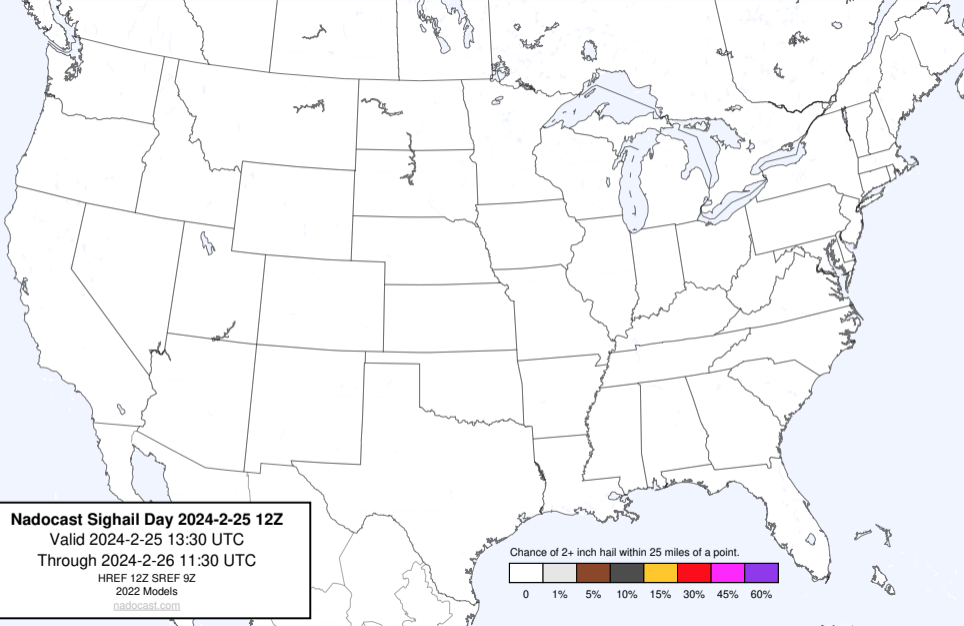 Nadocast Sighail Day 2024-2-25 12Z
Valid 2024-2-25 13:30 UTC
Through 2024-2-26 11:30 UTC
HREF 12Z SREF 9Z
2022 Models
nadocast.com
Chance of 2+ inch hail within 25 miles of a point.
0 1% 5% 10% 15% 30% 45% 60%